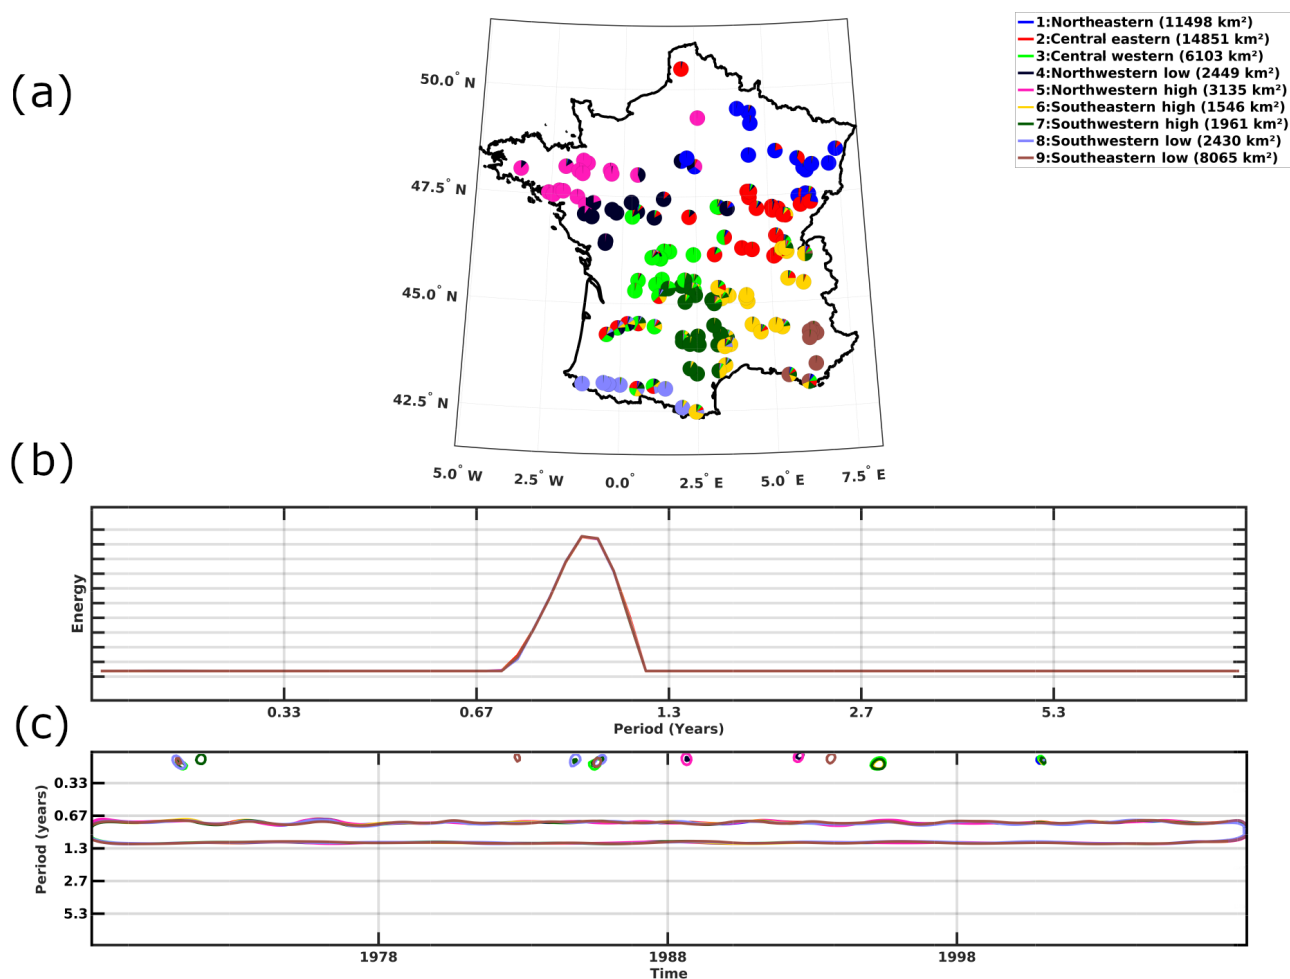 (a)
1:Northeastern (11498 km²)
2:Central eastern (14851 km²)
3:Central western (6103 km²)
4:Northwestern low (2449 km²)
5:Northwestern high (3135 km²)
6:Southeastern high (1546 km²)
7:Southwestern high (1961 km²)
8:Southwestern low (2430 km²)
9:Southeastern low (8065 km²)
50.0° N
47.5° N
45.0° N
42.5° N
5.0° W 2.5° W 0.0° 2.5° E 5.0° E 7.5° E
(b)
Energy
0.33 0.67 1.3 2.7 5.3
Period (Years)
(c)
Period (years)
0.33
0.67
1.3
2.7
5.3
1978 1988 1998
Time